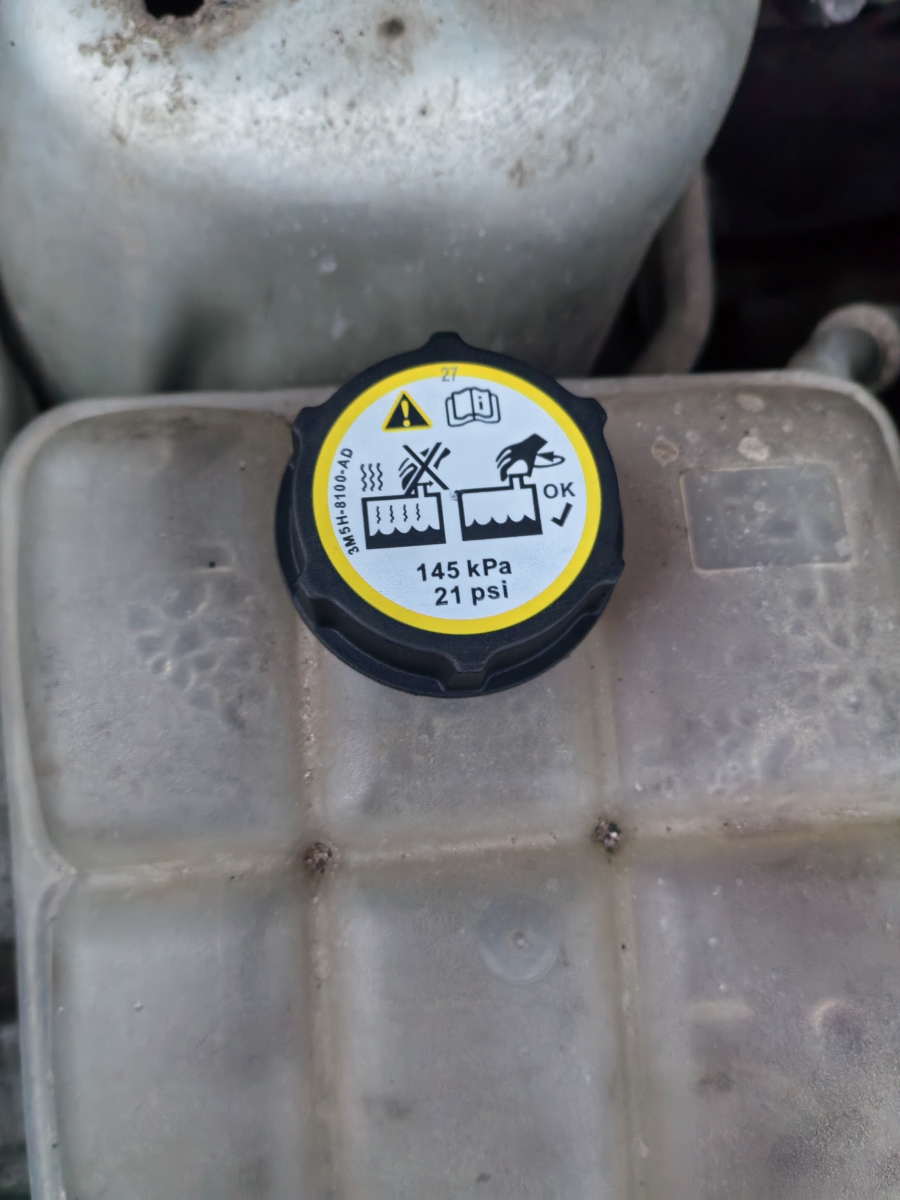 27
3M5H-8100-AD
OK
145 kPa
21 psi